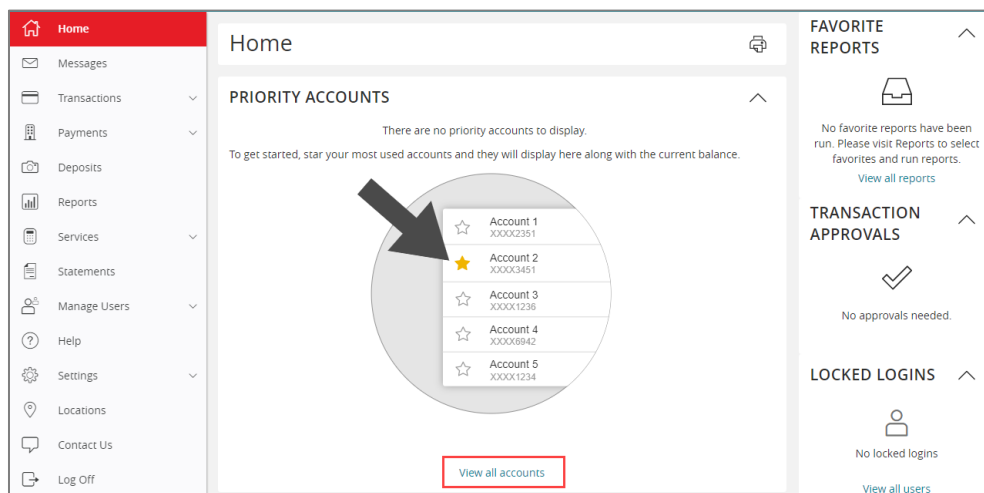 Home
Messages
Transactions
Payments
Deposits
Reports
Services
Statements
Manage Users
Help
Settings
Locations
Contact Us
Log Off
Home
PRIORITY ACCOUNTS
There are no priority accounts to display.
To get started, star your most used accounts and they will display here along with the current balance.
Account 1
XXXX2351
Account 2
XXXX3451
Account 3
XXXX1236
Account 4
XXXX6942
Account 5
XXXX1234
View all accounts
FAVORITE
REPORTS
No favorite reports have been
run. Please visit Reports to select
favorites and run reports.
View all reports
TRANSACTION
APPROVALS
No approvals needed.
LOCKED LOGINS
No locked logins
View all users